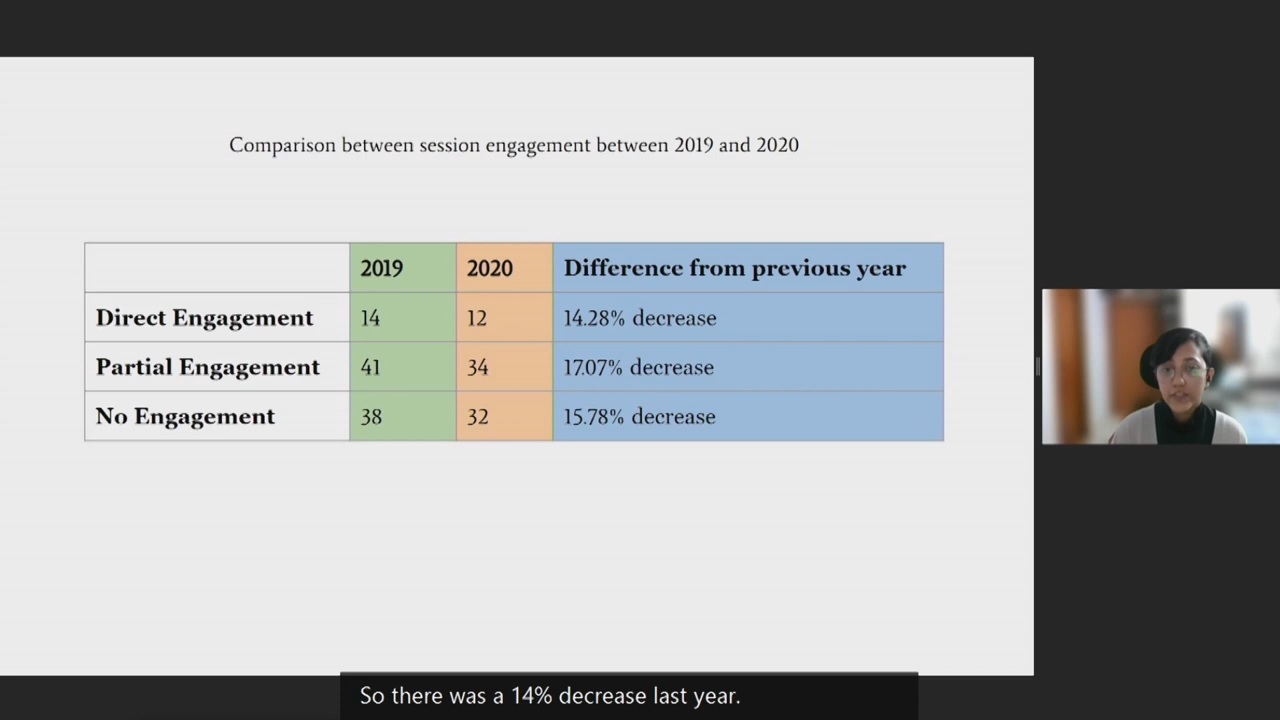 Comparison between session engagement between 2019 and 2020
2019 2020 Difference from previous year
Direct Engagement 14 12 14.28% decrease
Partial Engagement 41 34 17.07% decrease
No Engagement 38 32 15.78% decrease
So there was a 14% decrease last year.